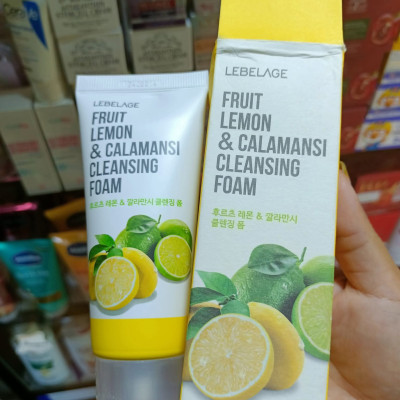 LEBELAGE
FRUIT
LEMON
& CALAMANSI
CLEANSING
FOAM
후르츠 레몬 & 깔라만시 클렌징 폼
LEBELAGE
FRUIT
LEMON
& CALAMANSI
CLEANSING
FOAM
후르츠 레몬 & 깔라만시
클렌징 폼